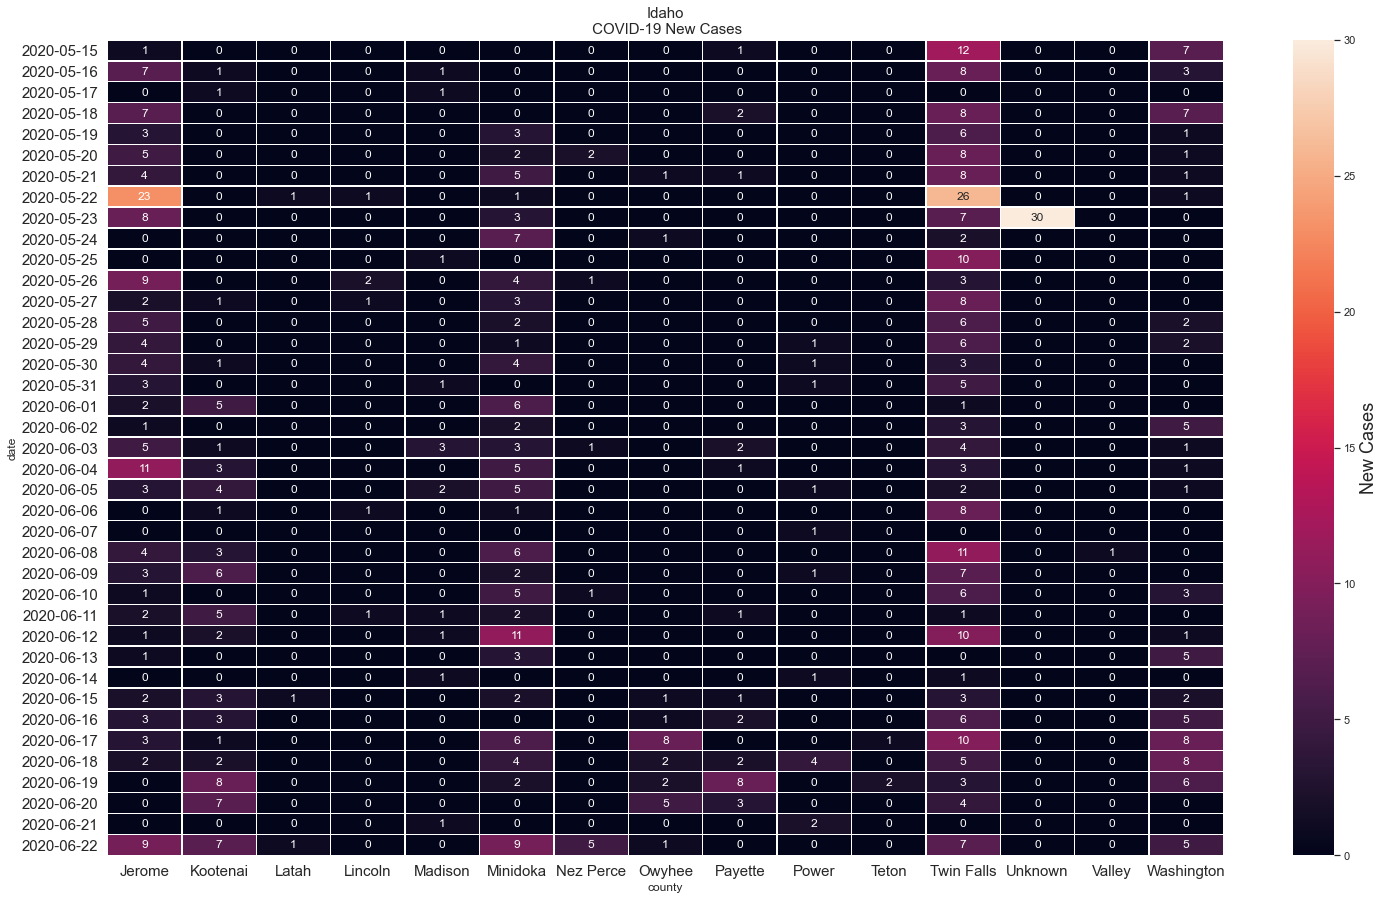 Idaho
COVID-19 New Cases
2020-05-15 1 0 0 0 0 0 0 0 1 0 0 12 0 0 7
2020-05-16 7 1 0 0 1 0 0 0 0 0 0 8 0 0 3
2020-05-17 0 1 0 0 1 0 0 0 0 0 0 0 0 0 0
2020-05-18 7 0 0 0 0 0 0 0 2 0 0 8 0 0 7
2020-05-19 3 0 0 0 0 3 0 0 0 0 0 6 0 0 1
2020-05-20 5 0 0 0 0 2 2 0 0 0 0 8 0 0 1
2020-05-21 4 0 0 0 0 5 0 1 1 0 0 8 0 0 1
2020-05-22 23 0 1 1 0 1 0 0 0 0 0 26 0 0 1
2020-05-23 8 0 0 0 0 3 0 0 0 0 0 7 30 0 0
2020-05-24 0 0 0 0 0 7 0 1 0 0 0 2 0 0 0
2020-05-25 0 0 0 0 1 0 0 0 0 0 0 10 0 0 0
2020-05-26 9 0 0 2 0 4 1 0 0 0 0 3 0 0 0
2020-05-27 2 1 0 1 0 3 0 0 0 0 0 8 0 0 0
2020-05-28 5 0 0 0 0 2 0 0 0 0 0 6 0 0 2
2020-05-29 4 0 0 0 0 1 0 0 0 1 0 6 0 0 2
2020-05-30 4 1 0 0 0 4 0 0 0 1 0 3 0 0 0
2020-05-31 3 0 0 0 1 0 0 0 0 1 0 5 0 0 0
2020-06-01 2 5 0 0 0 6 0 0 0 0 0 1 0 0 0
2020-06-02 1 0 0 0 0 2 0 0 0 0 0 3 0 0 5
2020-06-03 5 1 0 0 3 3 1 0 2 0 0 4 0 0 1
2020-06-04 11 3 0 0 0 5 0 0 1 0 0 3 0 0 1
2020-06-05 3 4 0 0 2 5 0 0 0 1 0 2 0 0 1
2020-06-06 0 1 0 1 0 1 0 0 0 0 0 8 0 0 0
2020-06-07 0 0 0 0 0 0 0 0 0 1 0 0 0 0 0
2020-06-08 4 3 0 0 0 6 0 0 0 0 0 11 0 1 0
2020-06-09 3 6 0 0 0 2 0 0 0 1 0 7 0 0 0
2020-06-10 1 0 0 0 0 5 1 0 0 0 0 6 0 0 3
2020-06-11 2 5 0 1 1 2 0 0 1 0 0 1 0 0 0
2020-06-12 1 2 0 0 1 11 0 0 0 0 0 10 0 0 1
2020-06-13 1 0 0 0 0 3 0 0 0 0 0 0 0 0 5
2020-06-14 0 0 0 0 1 0 0 0 0 1 0 1 0 0 0
2020-06-15 2 3 1 0 0 2 0 1 1 0 0 3 0 0 2
2020-06-16 3 3 0 0 0 0 0 1 2 0 0 6 0 0 5
2020-06-17 3 1 0 0 0 6 0 8 0 0 1 10 0 0 8
2020-06-18 2 2 0 0 0 4 0 2 2 4 0 5 0 0 8
2020-06-19 0 8 0 0 0 2 0 2 8 0 2 3 0 0 6
2020-06-20 0 7 0 0 0 0 0 5 3 0 0 4 0 0 0
2020-06-21 0 0 0 0 1 0 0 0 0 2 0 0 0 0 0
2020-06-22 9 7 1 0 0 9 5 1 0 0 0 7 0 0 5
Jerome Kootenai Latah Lincoln Madison Minidoka Nez Perce Owyhee Payette Power Teton Twin Falls Unknown Valley Washington
county
date
30
25
20
15
10
5
0
New Cases